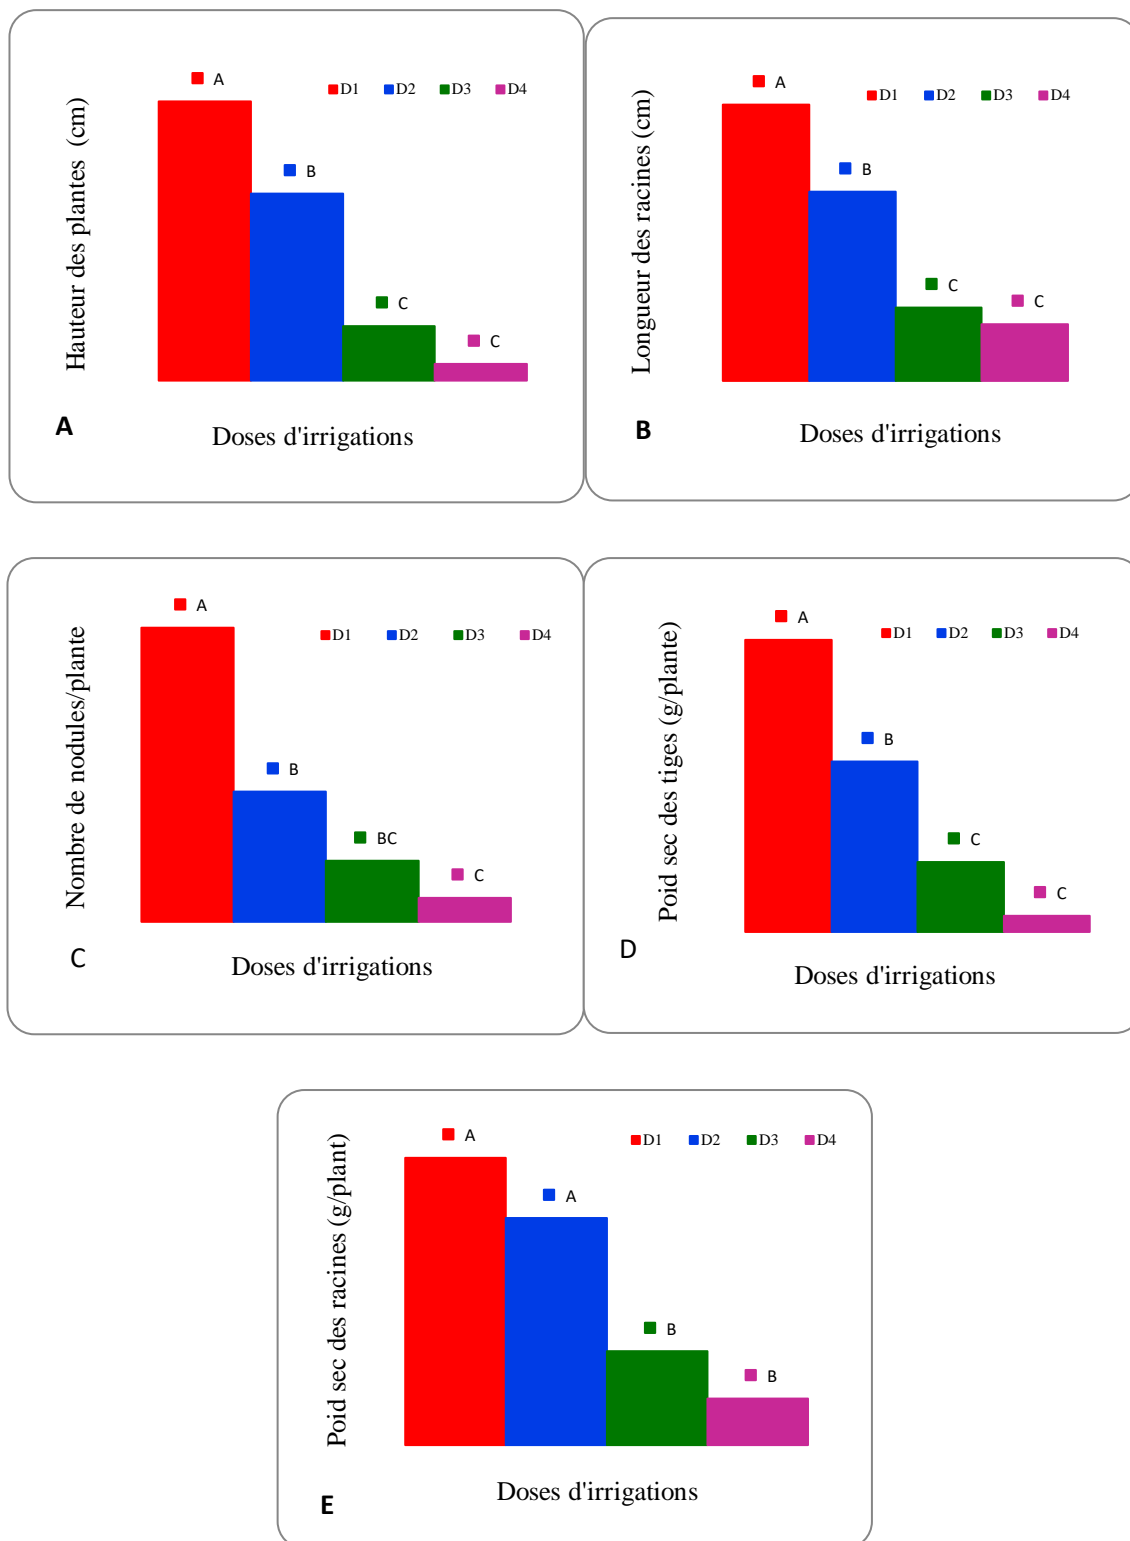 A
D1 D2 D3 D4
B
C
C
Hauteur des plantes (cm)
A
Doses d'irrigations
A
D1 D2 D3 D4
B
C
C
Longueur des racines (cm)
B
Doses d'irrigations
A
D1 D2 D3 D4
B
BC
C
Nombre de nodules/plante
C
Doses d'irrigations
A
D1 D2 D3 D4
B
C
C
Poid sec des tiges (g/plante)
D
Doses d'irrigations
A
D1 D2 D3 D4
A
B
B
Poid sec des racines (g/plant)
E
Doses d'irrigations